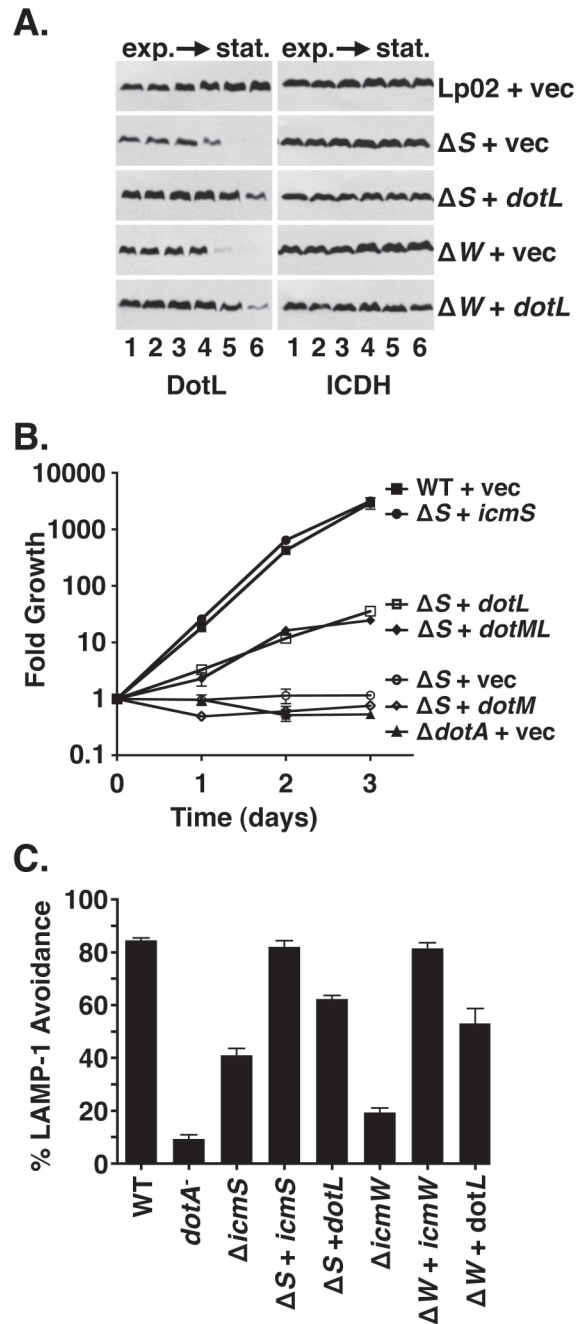 A.
exp. → stat. exp. → stat.
Lp02 + vec
ΔS + vec
ΔS + dotL
ΔW + vec
ΔW + dotL
1 2 3 4 5 6 1 2 3 4 5 6
DotL ICDH
B.
Fold Growth
10000
1000
100
10
1
0.1
WT + vec
ΔS + icmS
ΔS + dotL
ΔS + dotML
ΔS + vec
ΔS + dotM
ΔdotA + vec
0 1 2 3
Time (days)
C.
% LAMP-1 Avoidance
100
80
60
40
20
0
WT
dotA-
ΔicmS
ΔS + icmS
ΔS +dotL
ΔicmW
ΔW + icmW
ΔW + dotL